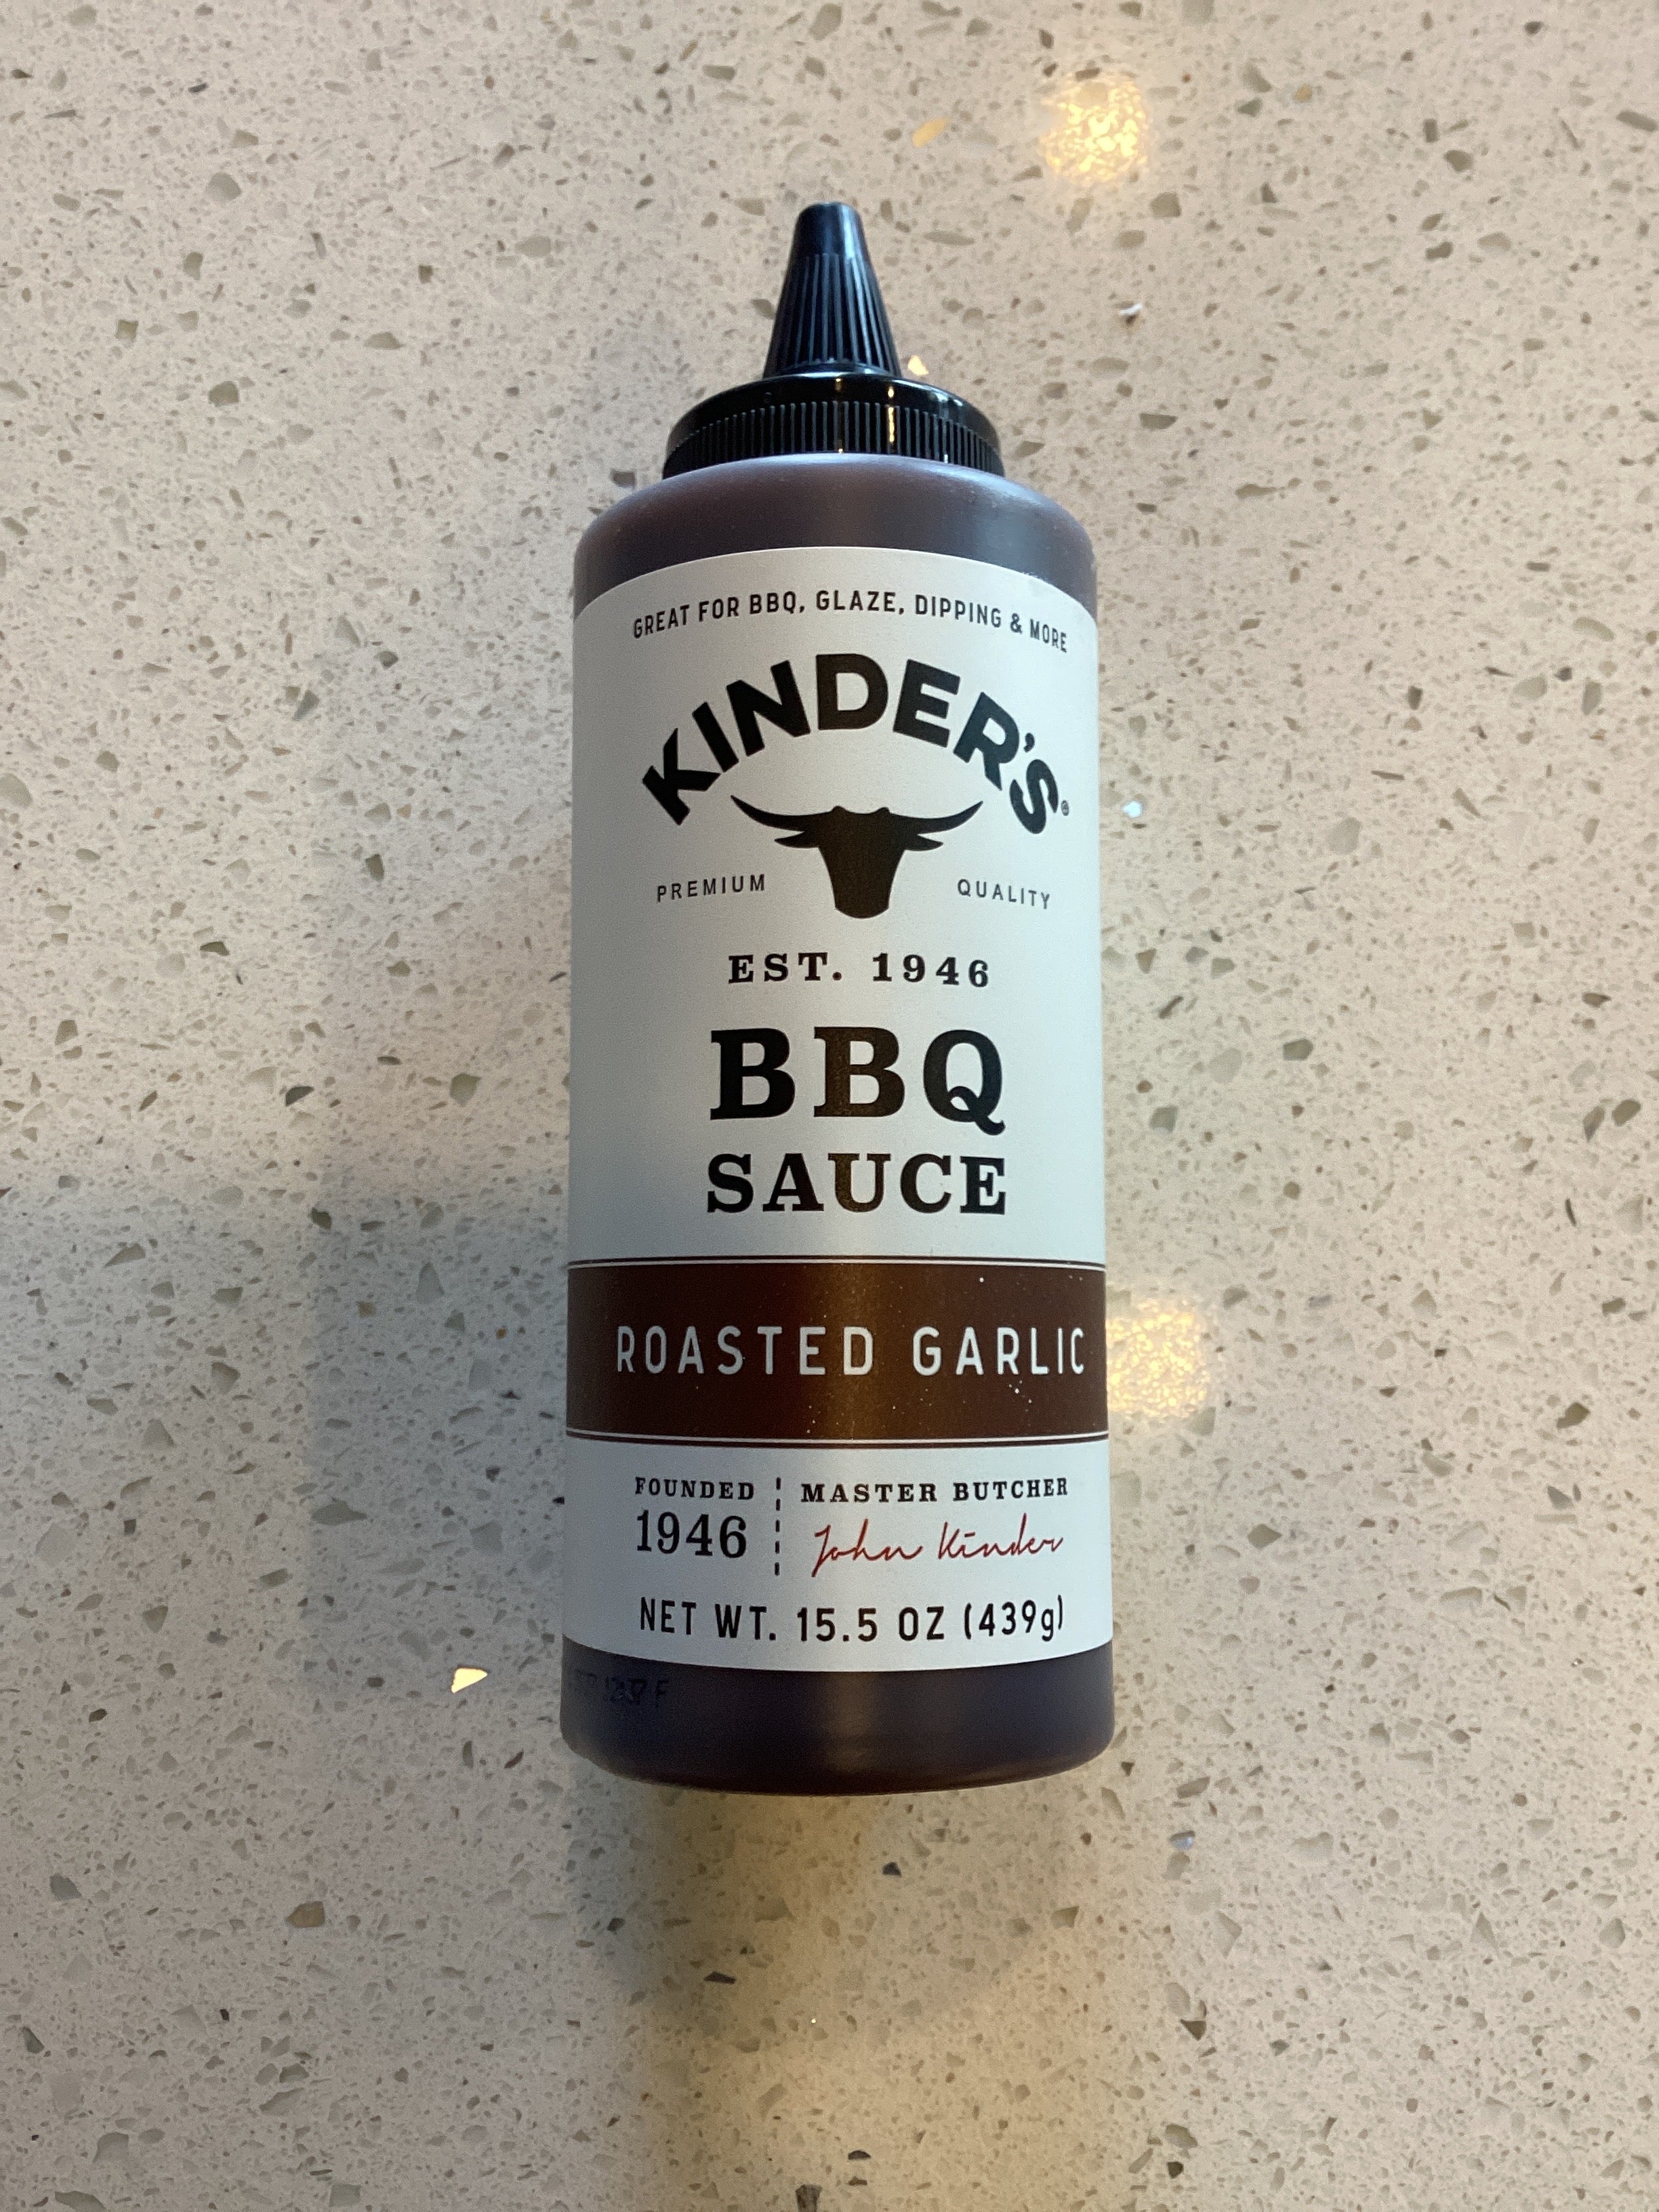 GREAT FOR BBQ, GLAZE, DIPPING & MORE
KINDER'S®
PREMIUM QUALITY
EST. 1946
BBQ
SAUCE
ROASTED GARLIC
FOUNDED MASTER BUTCHER
1946 John Kinder
NET WT. 15.5 OZ (439g)